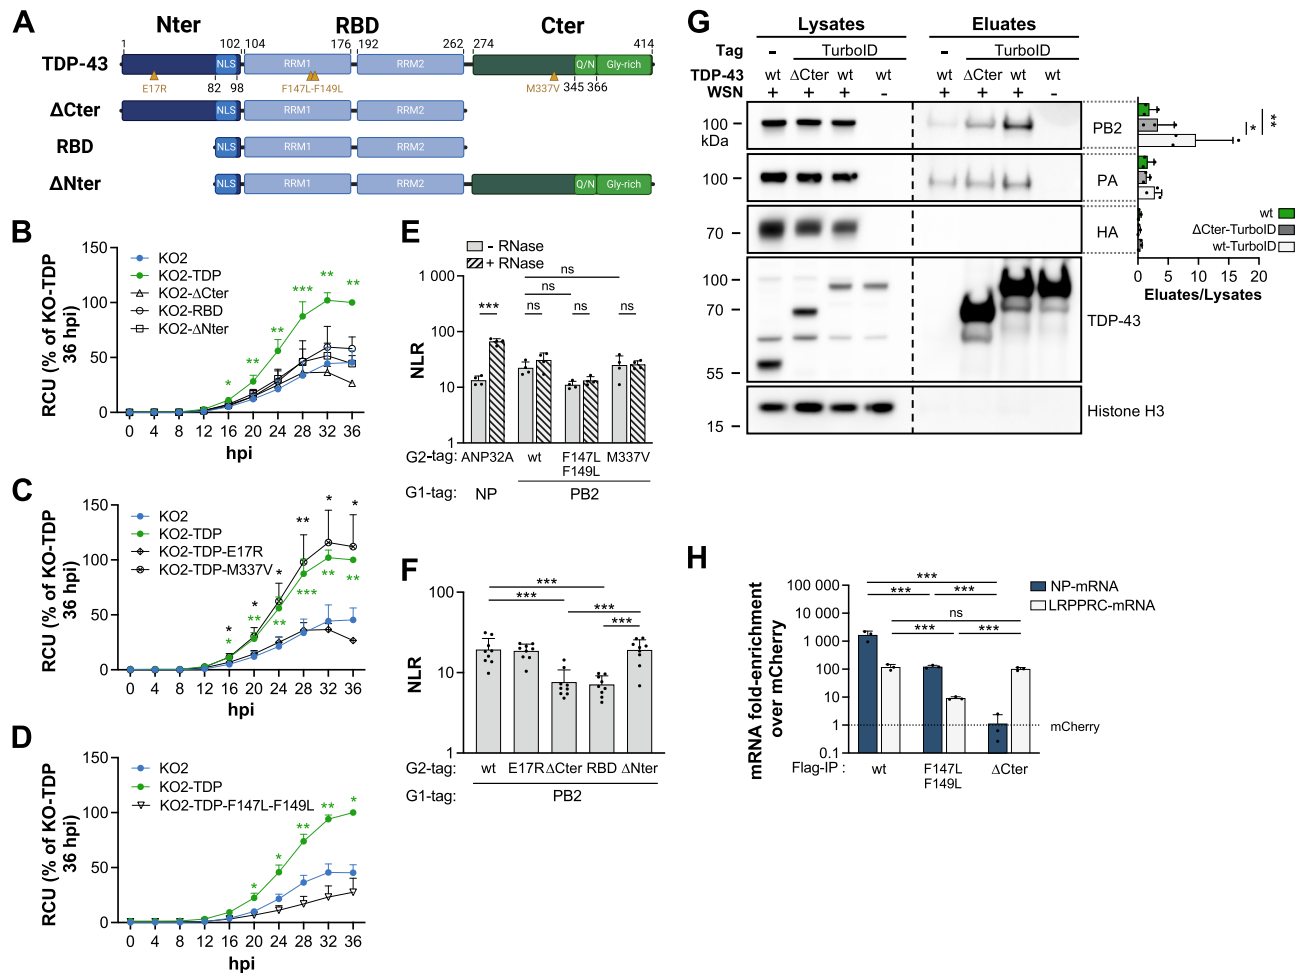 A
Nter RBD Cter
1 102 104 176 192 262 274 414
TDP-43 NLS RRM1 RRM2 Q/N Gly-rich
E17R 82 98 F147L-F149L M337V 345 366
ΔCter NLS RRM1 RRM2
RBD NLS RRM1 RRM2
ΔNter NLS RRM1 RRM2 Q/N Gly-rich
B
RCU (% of KO-TDP
36 hpi)
150
100
50
0
KO2
KO2-TDP
KO2-ΔCter
KO2-RBD
KO2-ΔNter
* ** ** *** ** **
0 4 8 12 16 20 24 28 32 36
hpi
C
RCU (% of KO-TDP
36 hpi)
150
100
50
0
KO2
KO2-TDP
KO2-TDP-E17R
KO2-TDP-M337V
* * * ** * *
* ** ** *** ** **
0 4 8 12 16 20 24 28 32 36
hpi
D
RCU (% of KO-TDP
36 hpi)
150
100
50
0
KO2
KO2-TDP
KO2-TDP-F147L-F149L
* * ** ** *
0 4 8 12 16 20 24 28 32 36
hpi
E
- RNase
+ RNase
NLR
1 000
100
10
1
ns
ns
*** ns ns ns
G2-tag: ANP32A wt F147L M337V
F149L
G1-tag: NP PB2
F
NLR
100
10
1
***
*** ***
***
G2-tag: wt E17R ΔCter RBD ΔNter
G1-tag: PB2
G
Lysates Eluates
Tag - TurboID - TurboID
TDP-43 wt ΔCter wt wt wt ΔCter wt wt
WSN + + + - + + + -
100
kDa
PB2
* **
100 PA
70 HA
100
70
55
TDP-43
15 Histone H3
wt
ΔCter-TurboID
wt-TurboID
0 5 10 15 20
Eluates/Lysates
H
mRNA fold-enrichment
over mCherry
100 000
10 000
1 000
100
10
1
0.1
NP-mRNA
LRPPRC-mRNA
***
*** ***
ns
*** ***
mCherry
Flag-IP : wt F147L ΔCter
F149L